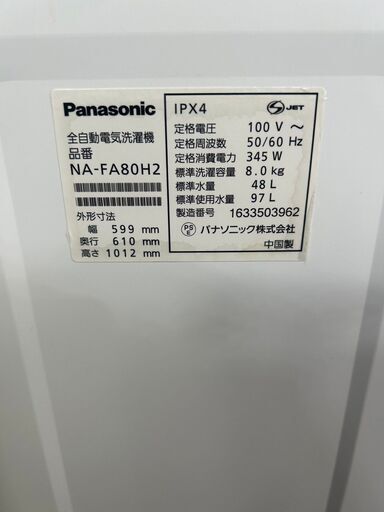 Panasonic
全自動電気洗濯機
品番
NA-FA80H2
外形寸法
幅 599 mm
奥行 610 mm
高さ 1012 mm
IPX4
S JET
定格電圧 100 V ～
定格周波数 50/60 Hz
定格消費電力 345 W
標準洗濯容量 8.0 kg
標準水量 48 L
標準使用水量 97 L
製造番号 1633503962
PS E パナソニック株式会社
中国製